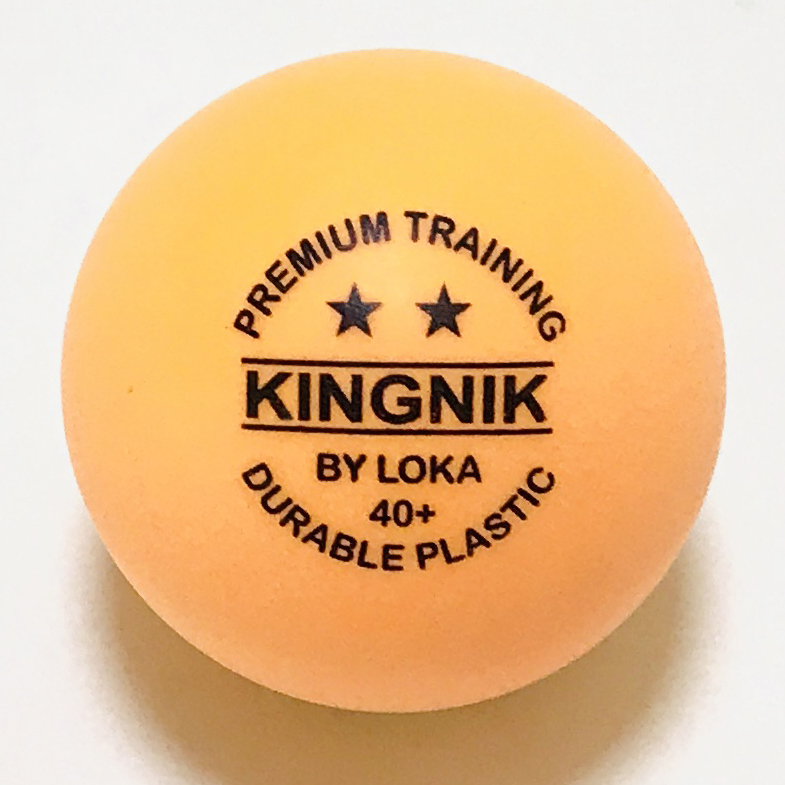 PREMIUM TRAINING
KINGNIK
BY LOKA
40+
DURABLE PLASTIC